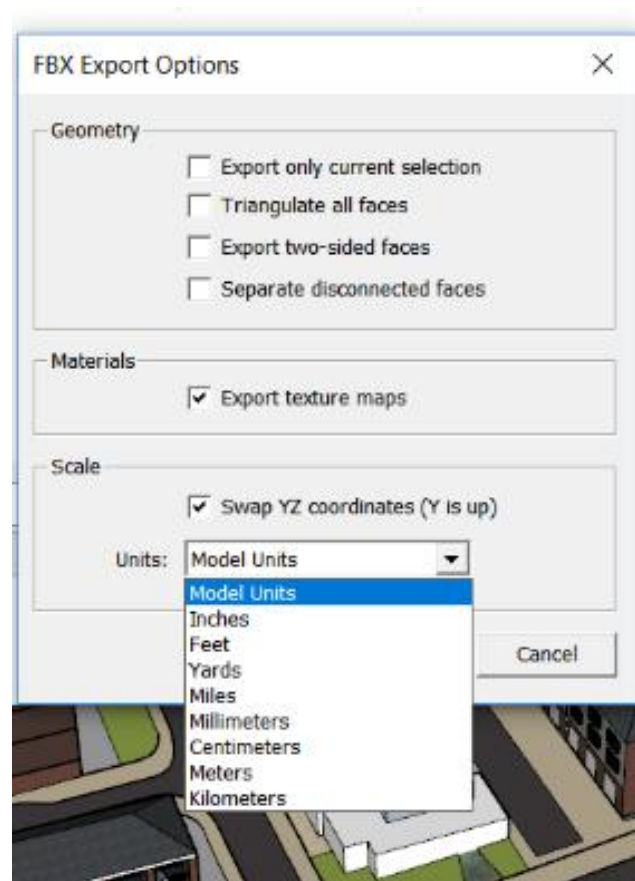 FBX Export Options
Geometry
Export only current selection
Triangulate all faces
Export two-sided faces
Separate disconnected faces
Materials
Export texture maps
Scale
Swap YZ coordinates (Y is up)
Units: Model Units
Model Units
Inches
Feet
Yards
Miles
Millimeters
Centimeters
Meters
Kilometers
Cancel